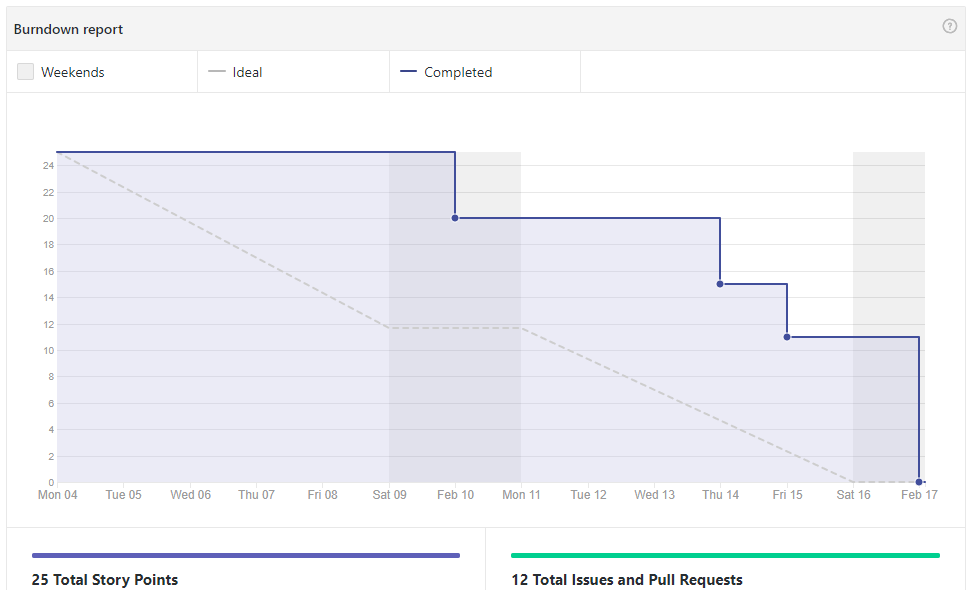 Burndown report
?
Weekends
Ideal
Completed
24
22
20
18
16
14
12
10
8
6
4
2
0
Mon 04 Tue 05 Wed 06 Thu 07 Fri 08 Sat 09 Feb 10 Mon 11 Tue 12 Wed 13 Thu 14 Fri 15 Sat 16 Feb 17
25 Total Story Points
12 Total Issues and Pull Requests